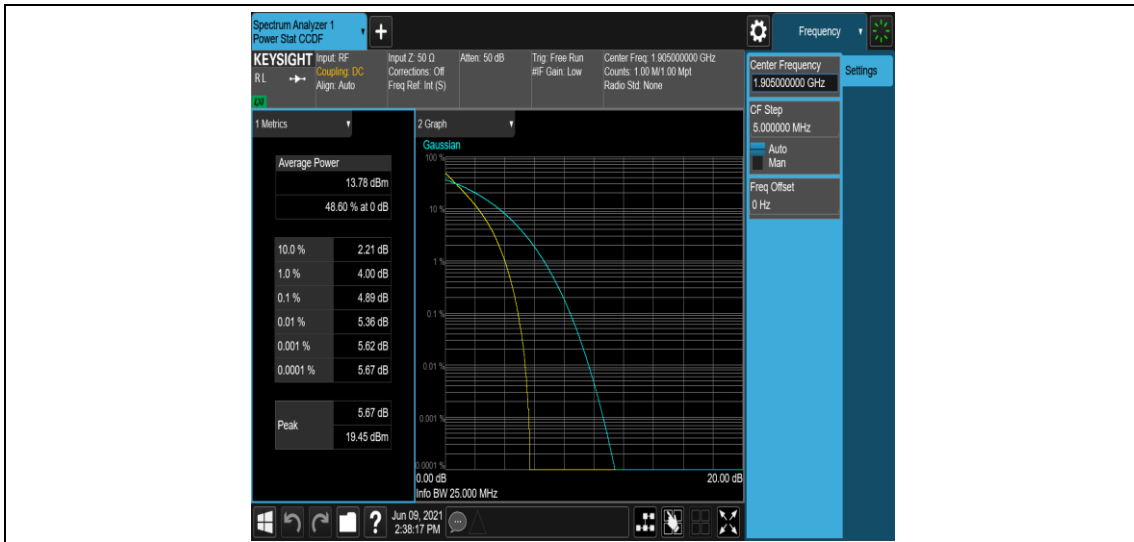 Spectrum Analyzer 1
Power Stat CCDF
+
Frequency
KEYSIGHT
RL
LXI
Input: RF
Coupling: DC
Align: Auto
Input Z: 50 Ω
Corrections: Off
Freq Ref: Int (S)
Atten: 50 dB
Trig: Free Run
#IF Gain: Low
Center Freq: 1.905000000 GHz
Counts: 1.00 M/1.00 Mpt
Radio Std: None
Center Frequency
1.905000000 GHz
Settings
CF Step
5.000000 MHz
Auto
Man
Freq Offset
0 Hz
1 Metrics
Average Power
13.78 dBm
48.60 % at 0 dB
10.0 % 2.21 dB
1.0 % 4.00 dB
0.1 % 4.89 dB
0.01 % 5.36 dB
0.001 % 5.62 dB
0.0001 % 5.67 dB
Peak
5.67 dB
19.45 dBm
2 Graph
Gaussian
100 %
10 %
1 %
0.1 %
0.01 %
0.001 %
0.0001 %
0.00 dB 20.00 dB
Info BW 25.000 MHz
?
Jun 09, 2021
2:38:17 PM